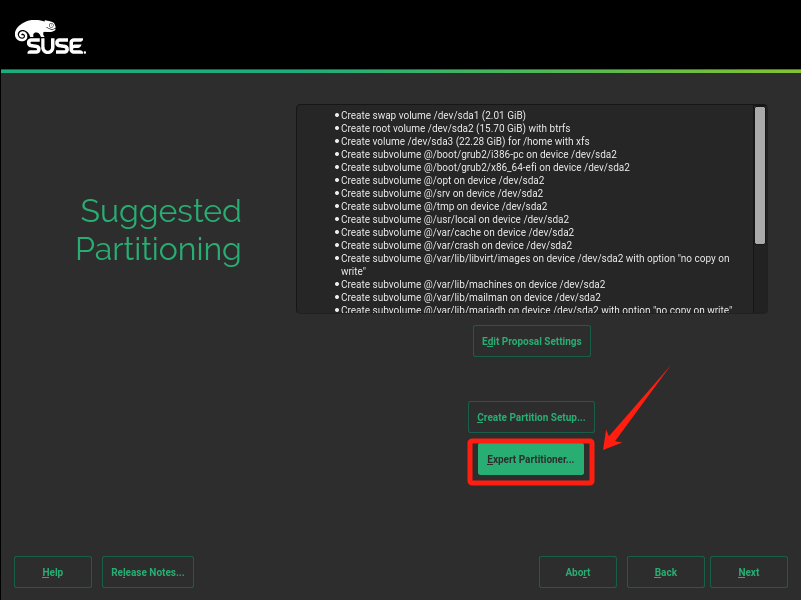 SUSE
Suggested
Partitioning
• Create swap volume /dev/sda1 (2.01 GiB)
• Create root volume /dev/sda2 (15.70 GiB) with btrfs
• Create volume /dev/sda3 (22.28 GiB) for /home with xfs
• Create subvolume @/boot/grub2/i386-pc on device /dev/sda2
• Create subvolume @/boot/grub2/x86_64-efi on device /dev/sda2
• Create subvolume @/opt on device /dev/sda2
• Create subvolume @/srv on device /dev/sda2
• Create subvolume @/tmp on device /dev/sda2
• Create subvolume @/usr/local on device /dev/sda2
• Create subvolume @/var/cache on device /dev/sda2
• Create subvolume @/var/crash on device /dev/sda2
• Create subvolume @/var/lib/libvirt/images on device /dev/sda2 with option "no copy on
write"
• Create subvolume @/var/lib/machines on device /dev/sda2
• Create subvolume @/var/lib/mailman on device /dev/sda2
• Create subvolume @/var/lib/mariadb on device /dev/sda2 with option "no copy on write"
Edit Proposal Settings
Create Partition Setup...
Expert Partitioner...
Help
Release Notes...
Abort
Back
Next